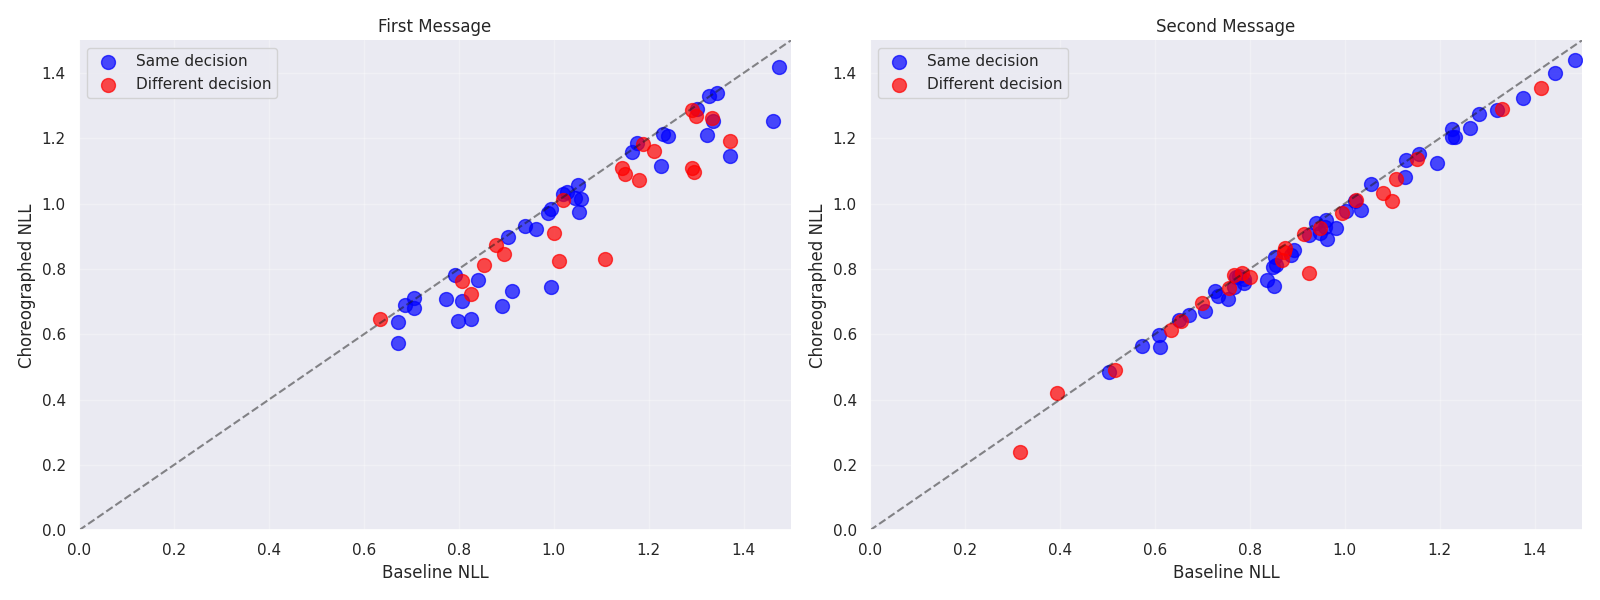 First Message
Same decision
Different decision
1.4
1.2
1.0
0.8
0.6
0.4
0.2
0.0
Choreographed NLL
0.0 0.2 0.4 0.6 0.8 1.0 1.2 1.4
Baseline NLL
Second Message
Same decision
Different decision
1.4
1.2
1.0
0.8
0.6
0.4
0.2
0.0
Choreographed NLL
0.0 0.2 0.4 0.6 0.8 1.0 1.2 1.4
Baseline NLL